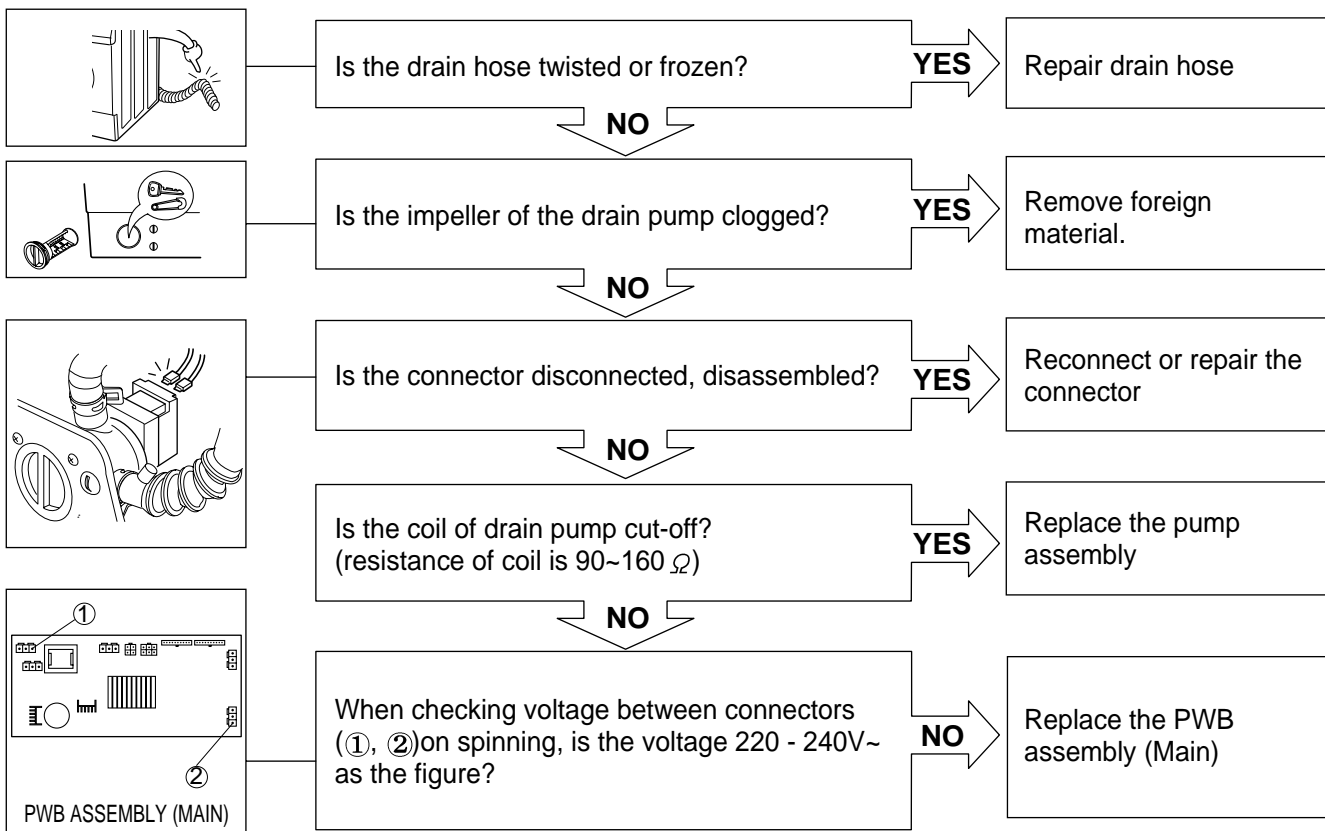 Is the drain hose twisted or frozen?
YES
Repair drain hose
NO
Is the impeller of the drain pump clogged?
YES
Remove foreign
material.
NO
Is the connector disconnected, disassembled?
YES
Reconnect or repair the
connector
NO
Is the coil of drain pump cut-off?
(resistance of coil is 90~160 Ω)
YES
Replace the pump
assembly
NO
①
②
PWB ASSEMBLY (MAIN)
When checking voltage between connectors
(①, ②)on spinning, is the voltage 220 - 240V~
as the figure?
NO
Replace the PWB
assembly (Main)